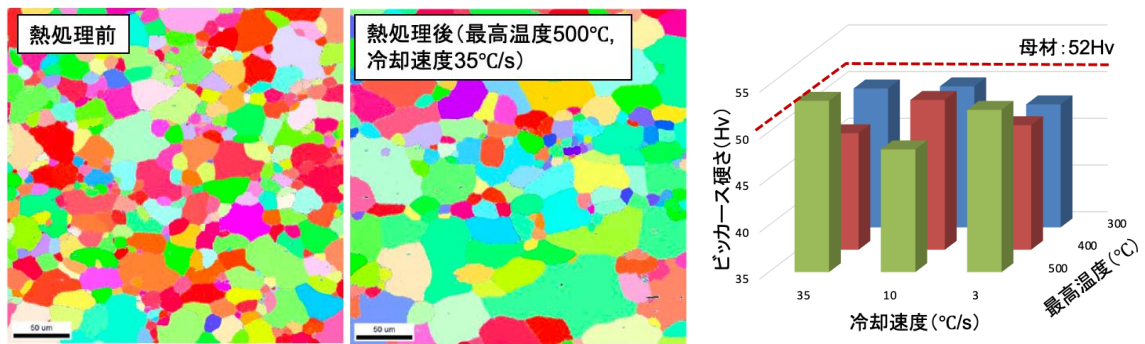 熱処理前
50 um
熱処理後(最高温度500℃,
冷却速度35℃/s)
50 um
母材：52Hv
ビッカース硬さ(Hv)
55
50
45
40
35
35
10
3
冷却速度(℃/s)
300
400
500
最高温度(℃)